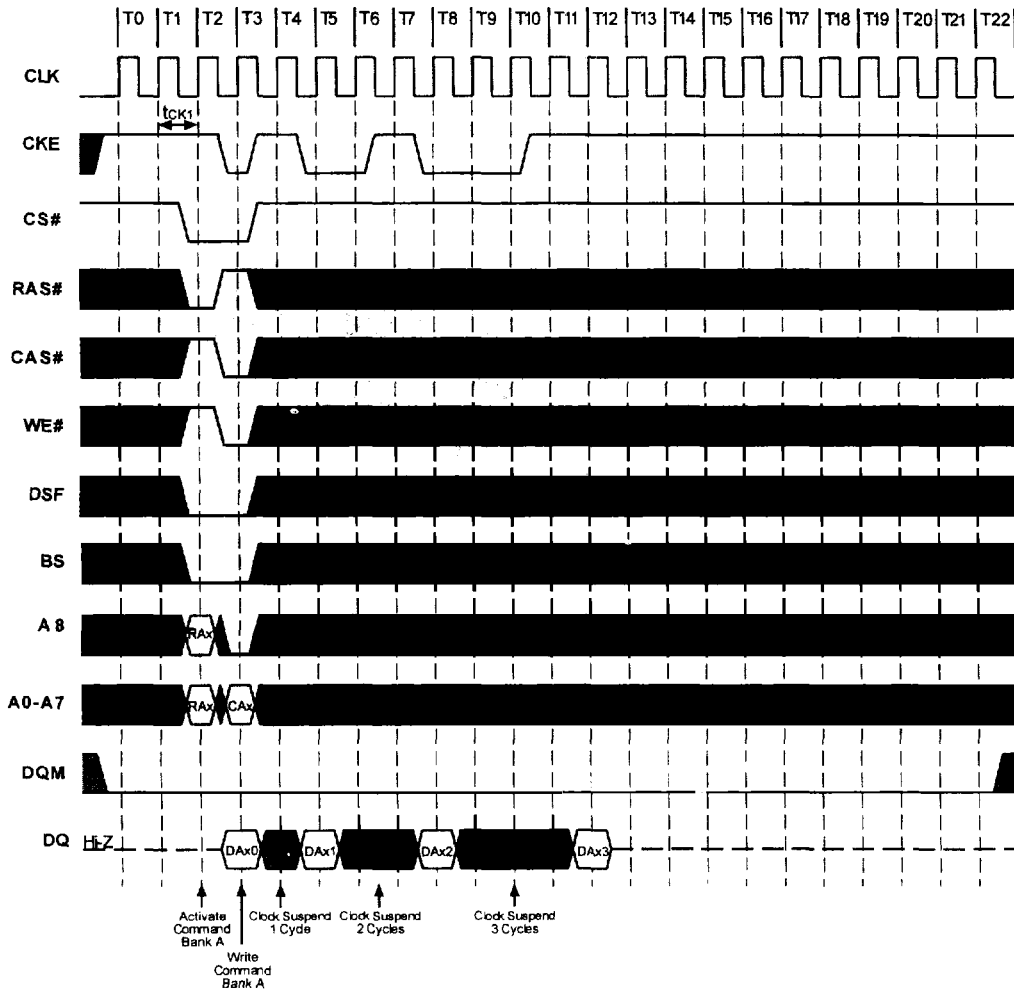 T0 T1 T2 T3 T4 T5 T6 T7 T8 T9 T10 T11 T12 T13 T14 T15 T16 T17 T18 T19 T20 T21 T22
CLK
tCK1
CKE
CS#
RAS#
CAS#
WE#
DSF
BS
A8
RAx
A0-A7
RAx CAx
DQM
DQ
Hi-Z
DAx0 DAx1 DAx2 DAx3
Activate
Command
Bank A
Write
Command
Bank A
Clock Suspend
1 Cycle
Clock Suspend
2 Cycles
Clock Suspend
3 Cycles